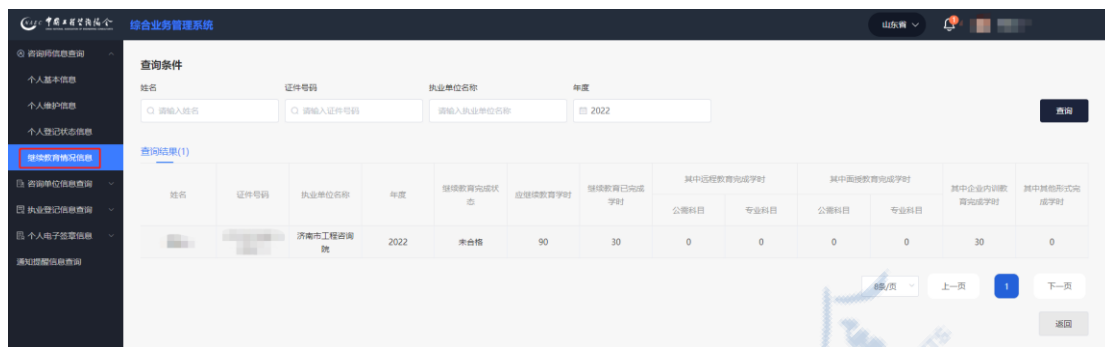 中国工程咨询协会 综合业务管理系统 山东省
咨询师信息查询
个人基本信息
个人维护信息
个人登记状态信息
继续教育情况信息
咨询单位信息查询
执业登记信息查询
个人电子签章信息
通知提醒信息查询
查询条件
姓名 证件号码 执业单位名称 年度
请输入姓名 请输入证件号码 请输入执业单位名称 2022 查询
查询结果(1)
姓名 证件号码 执业单位名称 年度 继续教育完成状态 应继续教育学时 继续教育已完成学时 其中远程教育完成学时 其中面授教育完成学时 其中企业内训教育完成学时 其中其他形式完成学时
公需科目 专业科目 公需科目 专业科目
济南市工程咨询院 2022 未合格 90 30 0 0 0 0 30 0
8条/页 上一页 1 下一页
返回